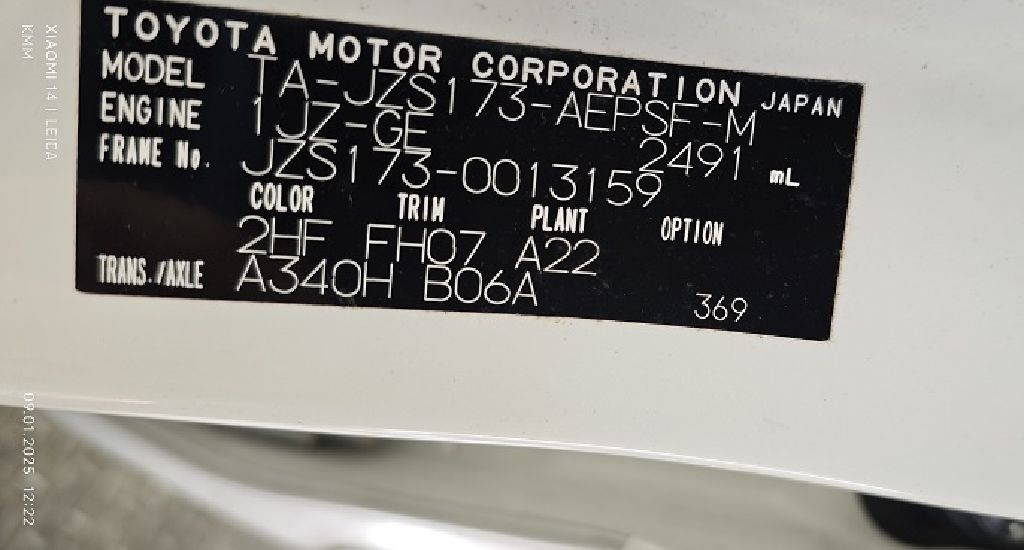 TOYOTA MOTOR CORPORATION JAPAN
MODEL TA-JZS173-AEPSF-M
ENGINE 1JZ-GE 2491 mL
FRAME No. JZS173-0013159
COLOR TRIM PLANT OPTION
2HF FH07 A22
TRANS./AXLE A340H B06A 369
XIAOMI 14 | LEICA
KMM
09.01.2025 12:22